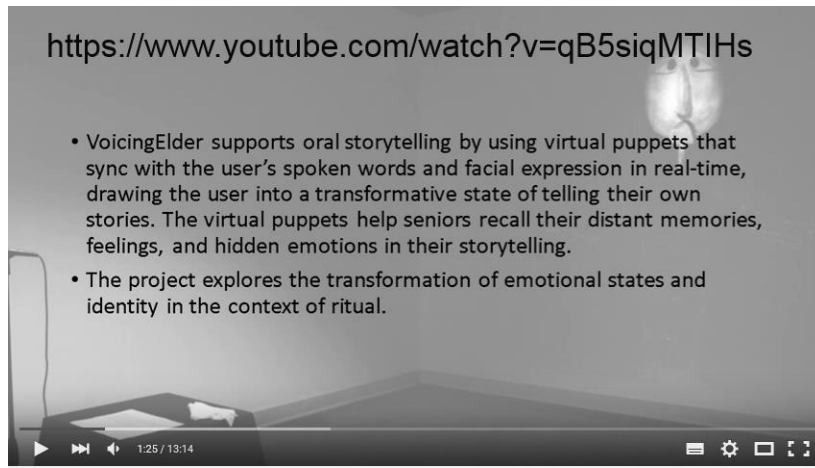 https://www.youtube.com/watch?v=qB5siqMTIHs
• VoicingElder supports oral storytelling by using virtual puppets that
sync with the user’s spoken words and facial expression in real-time,
drawing the user into a transformative state of telling their own
stories. The virtual puppets help seniors recall their distant memories,
feelings, and hidden emotions in their storytelling.
• The project explores the transformation of emotional states and
identity in the context of ritual.
1:25 / 13:14